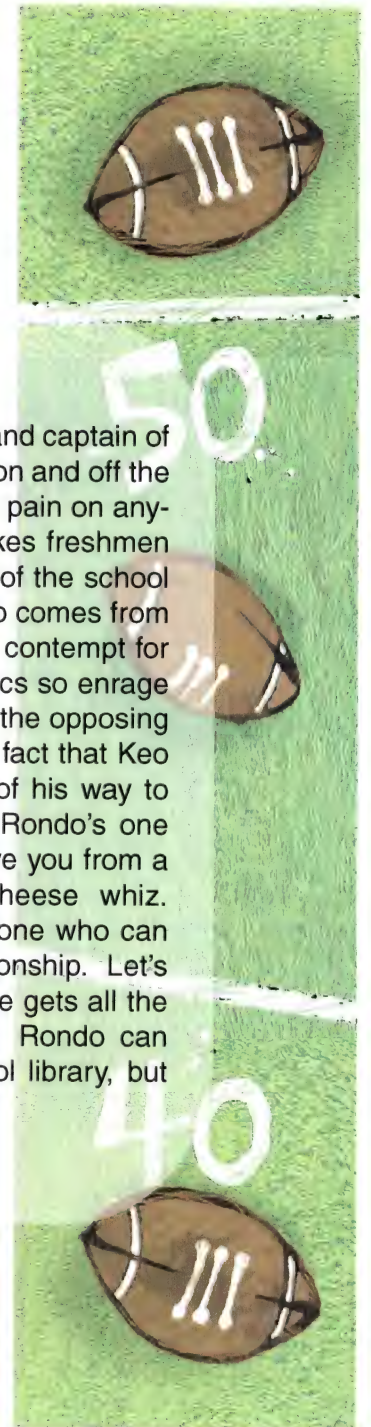 50
and captain of
on and off the
pain on any-
kes freshmen
of the school
o comes from
contempt for
cs so enrage
the opposing
fact that Keo
of his way to
Rondo's one
ve you from a
heese whiz.
one who can
onship. Let's
e gets all the
Rondo can
ol library, but
40